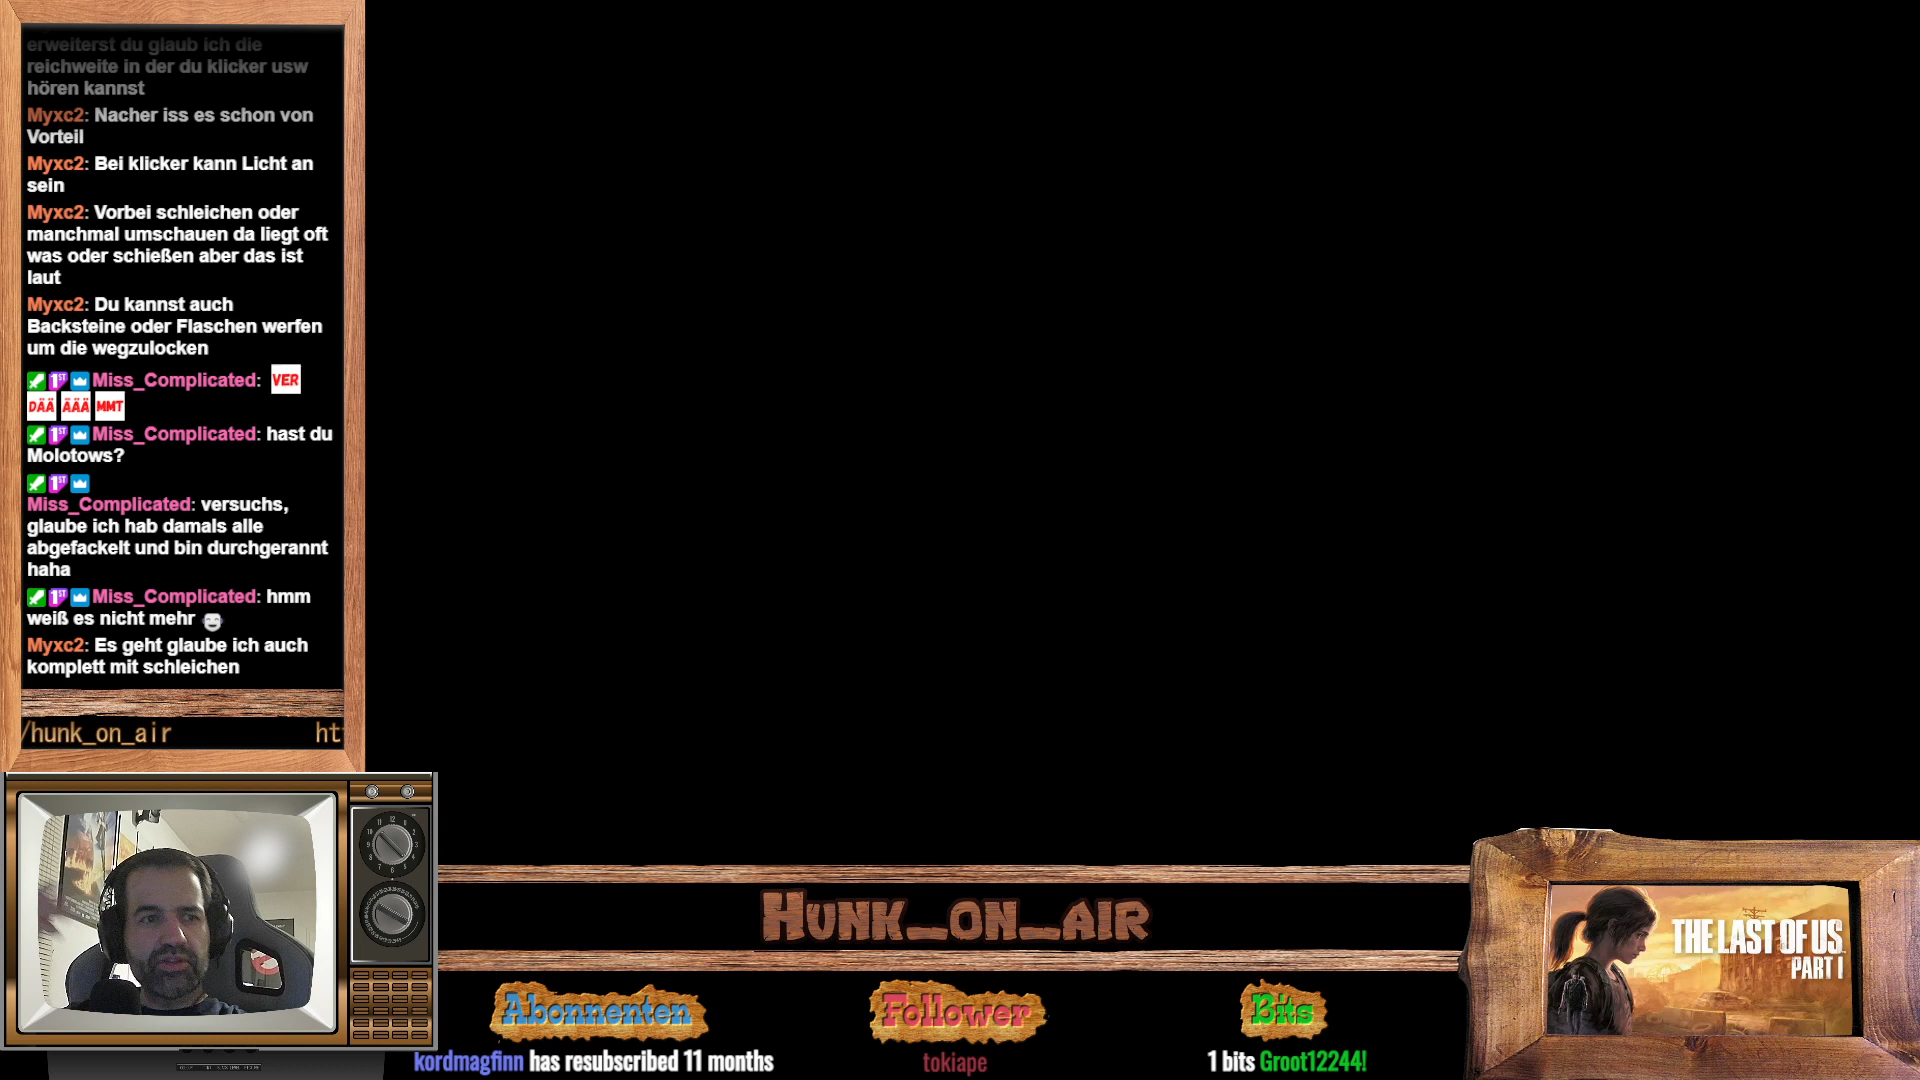 erweiterst du glaub ich die
reichweite in der du klicker usw
hören kannst
Myxc2: Nacher iss es schon von
Vorteil
Myxc2: Bei klicker kann Licht an
sein
Myxc2: Vorbei schleichen oder
manchmal umschauen da liegt oft
was oder schießen aber das ist
laut
Myxc2: Du kannst auch
Backsteine oder Flaschen werfen
um die wegzulocken
1ST Miss_Complicated: VER
DÄÄ ÄÄÄ MMT
1ST Miss_Complicated: hast du
Molotows?
1ST
Miss_Complicated: versuchs,
glaube ich hab damals alle
abgefackelt und bin durchgerannt
haha
1ST Miss_Complicated: hmm
weiß es nicht mehr
Myxc2: Es geht glaube ich auch
komplett mit schleichen
/hunk_on_air htt
Hunk_on_air
THE LAST OF US
PART I
Abonnenten
Follower
Bits
kordmagfinn has resubscribed 11 months
tokiape
1 bits Groot12244!